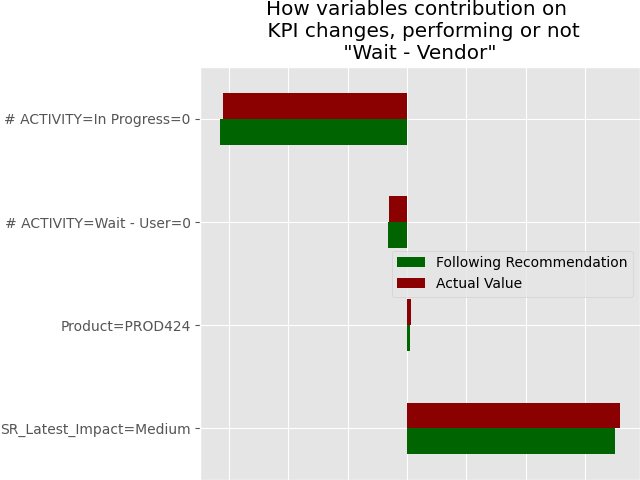 How variables contribution on
KPI changes, performing or not
"Wait - Vendor"
# ACTIVITY=In Progress=0
# ACTIVITY=Wait - User=0
Following Recommendation
Actual Value
Product=PROD424
SR_Latest_Impact=Medium